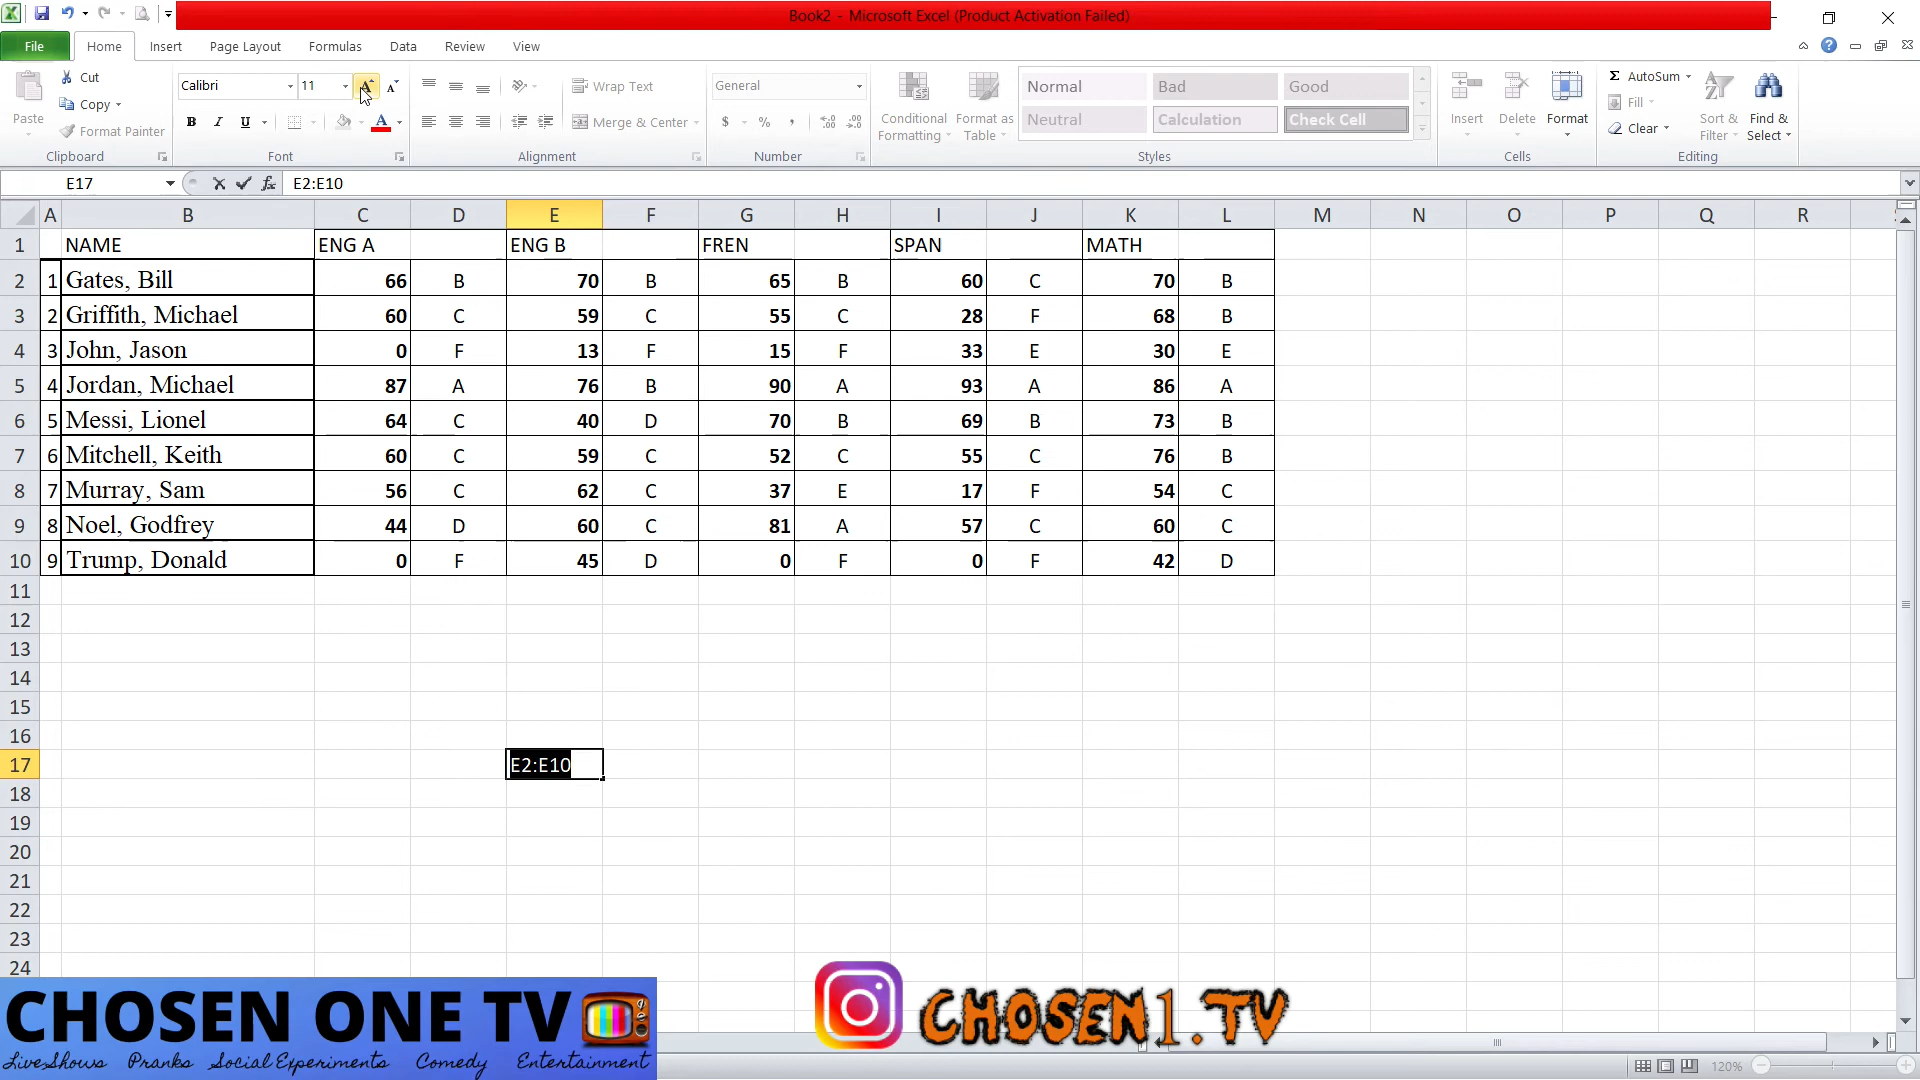 Book2 - Microsoft Excel (Product Activation Failed)
File Home Insert Page Layout Formulas Data Review View
Paste Cut Copy Format Painter Clipboard
Calibri 11 A A B I U A Font
Wrap Text Merge & Center Alignment
General $ % , Number
Conditional Formatting Format as Table Normal Bad Good Neutral Calculation Check Cell Styles
Insert Delete Format Cells
Σ AutoSum Fill Clear Sort & Filter Find & Select Editing
E17 fx E2:E10
A B C D E F G H I J K L M N O P Q R
1 NAME ENG A ENG B FREN SPAN MATH
2 1 Gates, Bill 66 B 70 B 65 B 60 C 70 B
3 2 Griffith, Michael 60 C 59 C 55 C 28 F 68 B
4 3 John, Jason 0 F 13 F 15 F 33 E 30 E
5 4 Jordan, Michael 87 A 76 B 90 A 93 A 86 A
6 5 Messi, Lionel 64 C 40 D 70 B 69 B 73 B
7 6 Mitchell, Keith 60 C 59 C 52 C 55 C 76 B
8 7 Murray, Sam 56 C 62 C 37 E 17 F 54 C
9 8 Noel, Godfrey 44 D 60 C 81 A 57 C 60 C
10 9 Trump, Donald 0 F 45 D 0 F 0 F 42 D
11
12
13
14
15
16
17 E2:E10
18
19
20
21
22
23
24
CHOSEN ONE TV
Live Shows Pranks Social Experiments Comedy Entertainment
CHOSEN1.TV
120%